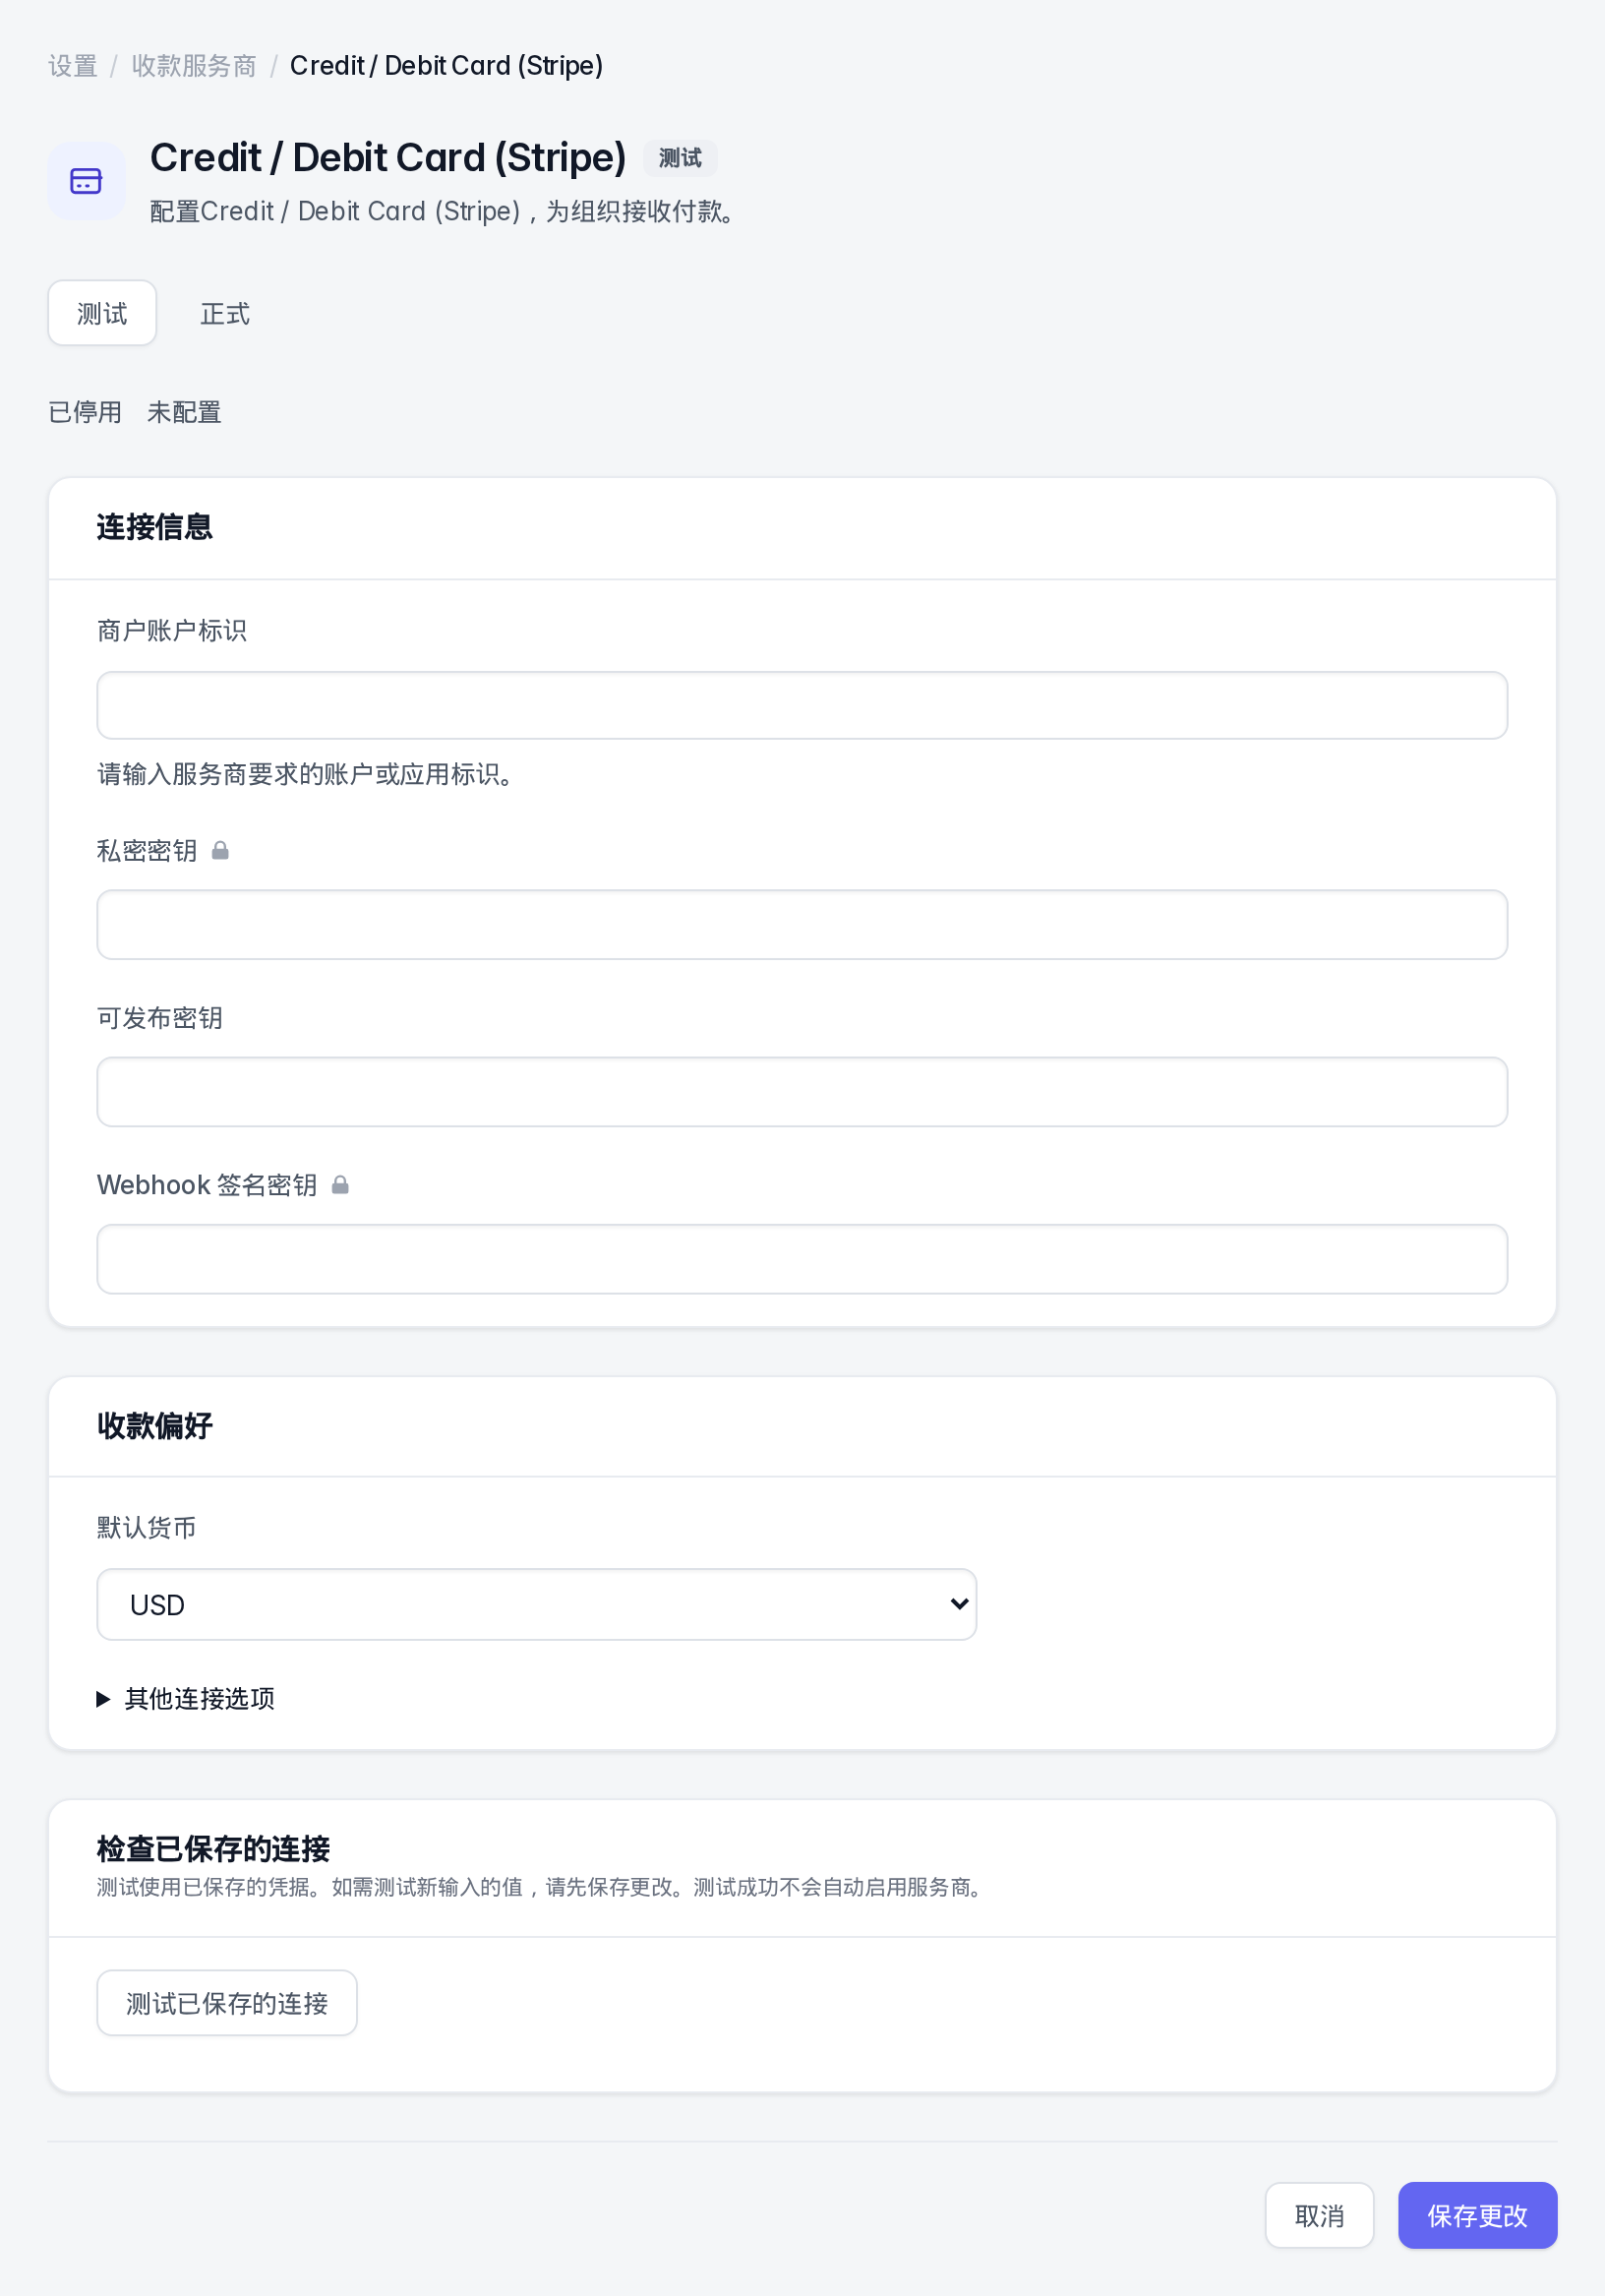 设置 / 收款服务商 / Credit / Debit Card (Stripe)
Credit / Debit Card (Stripe) 测试
配置Credit / Debit Card (Stripe)，为组织接收付款。
测试 正式
已停用 未配置
连接信息
商户账户标识
请输入服务商要求的账户或应用标识。
私密密钥
可发布密钥
Webhook 签名密钥
收款偏好
默认货币
USD
其他连接选项
检查已保存的连接
测试使用已保存的凭据。如需测试新输入的值，请先保存更改。测试成功不会自动启用服务商。
测试已保存的连接
取消 保存更改